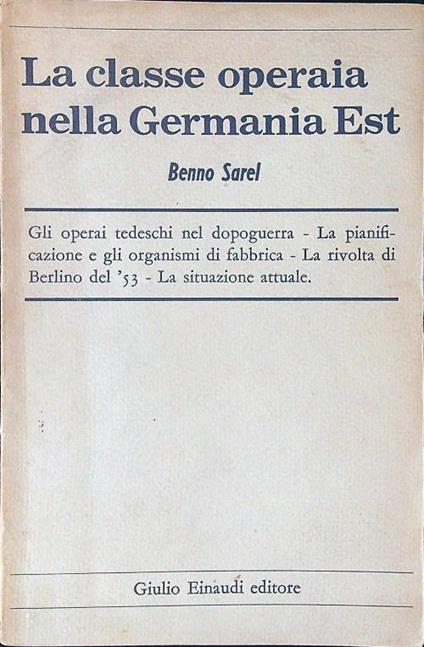 La classe operaia
nella Germania Est
Benno Sarel
Gli operai tedeschi nel dopoguerra - La pianifi-
cazione e gli organismi di fabbrica - La rivolta di
Berlino del '53 - La situazione attuale.
Giulio Einaudi editore